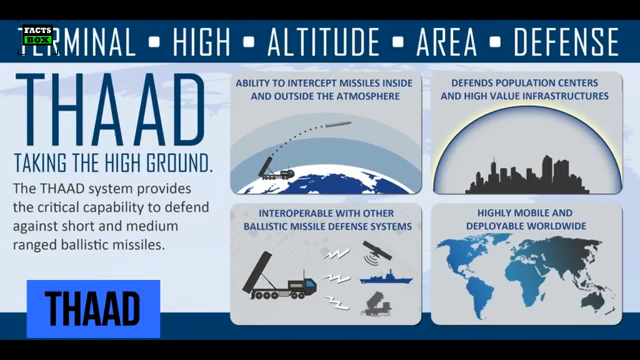 FACTS
BOX
TERMINAL ▪ HIGH ▪ ALTITUDE ▪ AREA ▪ DEFENSE
THAAD
TAKING THE HIGH GROUND.
The THAAD system provides
the critical capability to defend
against short and medium
ranged ballistic missiles.
ABILITY TO INTERCEPT MISSILES INSIDE
AND OUTSIDE THE ATMOSPHERE
DEFENDS POPULATION CENTERS
AND HIGH VALUE INFRASTRUCTURES
INTEROPERABLE WITH OTHER
BALLISTIC MISSILE DEFENSE SYSTEMS
HIGHLY MOBILE AND
DEPLOYABLE WORLDWIDE
THAAD